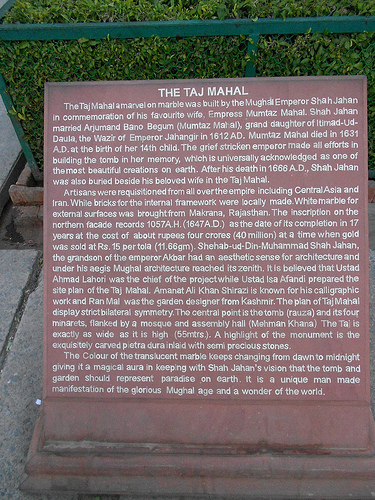 THE TAJ MAHAL
The Taj Mahal a marvel on marble was built by the Mughal Emperor Shah Jahan
in commemoration of his favourite wife, Empress Mumtaz Mahal. Shah Jahan
married Arjumand Bano Begum (Mumtaz Mahal), grand daughter of Itimad-Ud-
Daula, the Wazir of Emperor Jahangir in 1612 AD. Mumtaz Mahal died in 1631
A.D. at the birth of her 14th child. The grief stricken emperor made all efforts in
building the tomb in her memory, which is universally acknowledged as one of
the most beautiful creations on earth. After his death in 1666 A.D., Shah Jahan
was also buried beside his beloved wife in the Taj Mahal.
Artisans were requisitioned from all over the empire including Central Asia and
Iran. While bricks for the internal framework were locally made. White marble for
external surfaces was brought from Makrana, Rajasthan. The Inscription on the
northern façade records 1057 A.H. (1647 A.D.) as the date of its completion in 17
years at the cost of about rupees four crores (40 million) at a time when gold
was sold at Rs. 15 per tola (11.66gm). Shehab-ud-Din-Muhammad Shah Jahan,
the grandson of the emperor Akbar had an aesthetic sense for architecture and
under his aegis Mughal architecture reached its zenith. It is believed that Ustad
Ahmad Lahori was the chief of the project while Ustad Isa Afandi prepared the
site plan of the Taj Mahal. Amanat Ali Khan Shirazi is known for his calligraphic
work and Ran Mal was the garden designer from Kashmir. The plan of Taj Mahal
display strict bilateral symmetry. The central point is the tomb (rauza) and its four
minarets, flanked by a mosque and assembly hall (Mehman Khana) The Taj is
exactly as wide as it is high (55mtrs.). A highlight of the monument is the
exquisitely carved pietra dura inlaid with semi precious stones.
The Colour of the translucent marble keeps changing from dawn to midnight
giving it a magical aura in keeping with Shah Jahan's vision that the tomb and
garden should represent paradise on earth. It is a unique man made
manifestation of the glorious Mughal age and a wonder of the world.